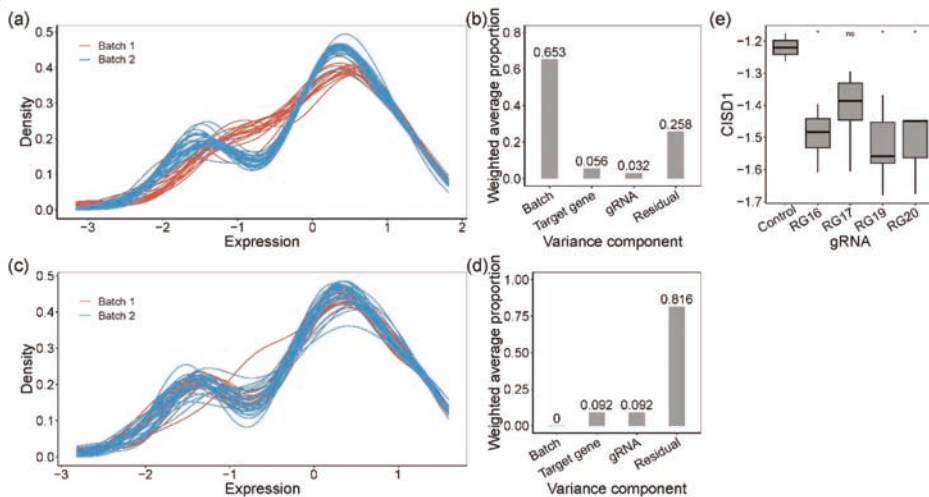 (a)
0.5
0.4
0.3
0.2
0.1
0.0
Density
Batch 1
Batch 2
−3
−2
−1
0
1
2
Expression
(b)
0.8
0.6
0.4
0.2
0.0
Weighted average proportion
0.653
0.056
0.032
0.258
Batch
Target gene
gRNA
Residual
Variance component
(e)
−1.2
−1.3
−1.4
−1.5
−1.6
−1.7
CISD1
* ns * *
Control
RG16
RG17
RG19
RG20
gRNA
(c)
0.5
0.4
0.3
0.2
0.1
0.0
Density
Batch 1
Batch 2
−3
−2
−1
0
1
Expression
(d)
1.00
0.75
0.50
0.25
0.00
Weighted average proportion
0
0.092
0.092
0.816
Batch
Target gene
gRNA
Residual
Variance component